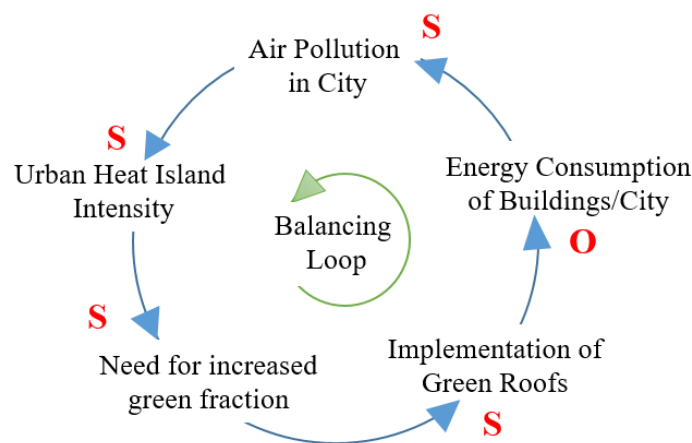 S
Air Pollution
in City
S
Urban Heat Island
Intensity
Energy Consumption
of Buildings/City
Balancing
Loop
O
S
Need for increased
green fraction
Implementation of
Green Roofs
S